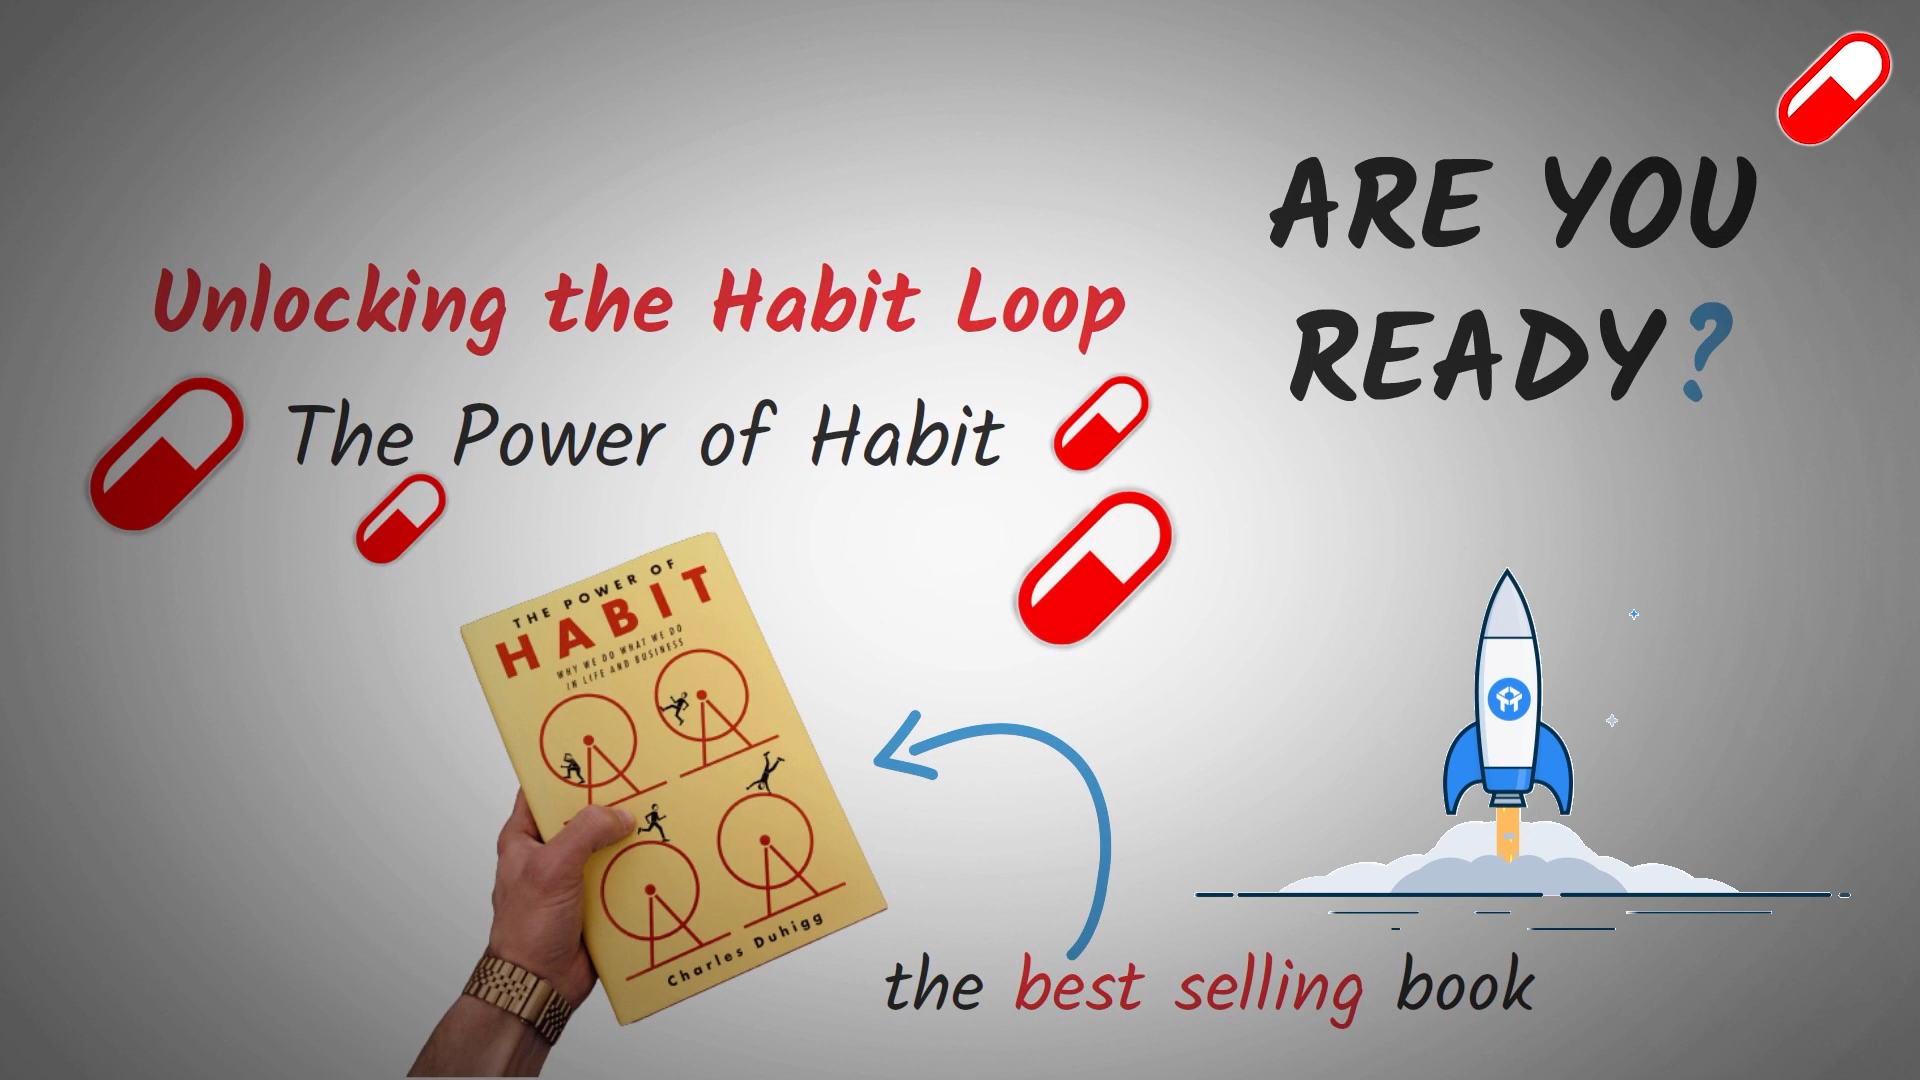 ARE YOU
READY?
Unlocking the Habit Loop
The Power of Habit
THE POWER OF
HABIT
WHY WE DO WHAT WE DO
IN LIFE AND BUSINESS
Charles Duhigg
the best selling book